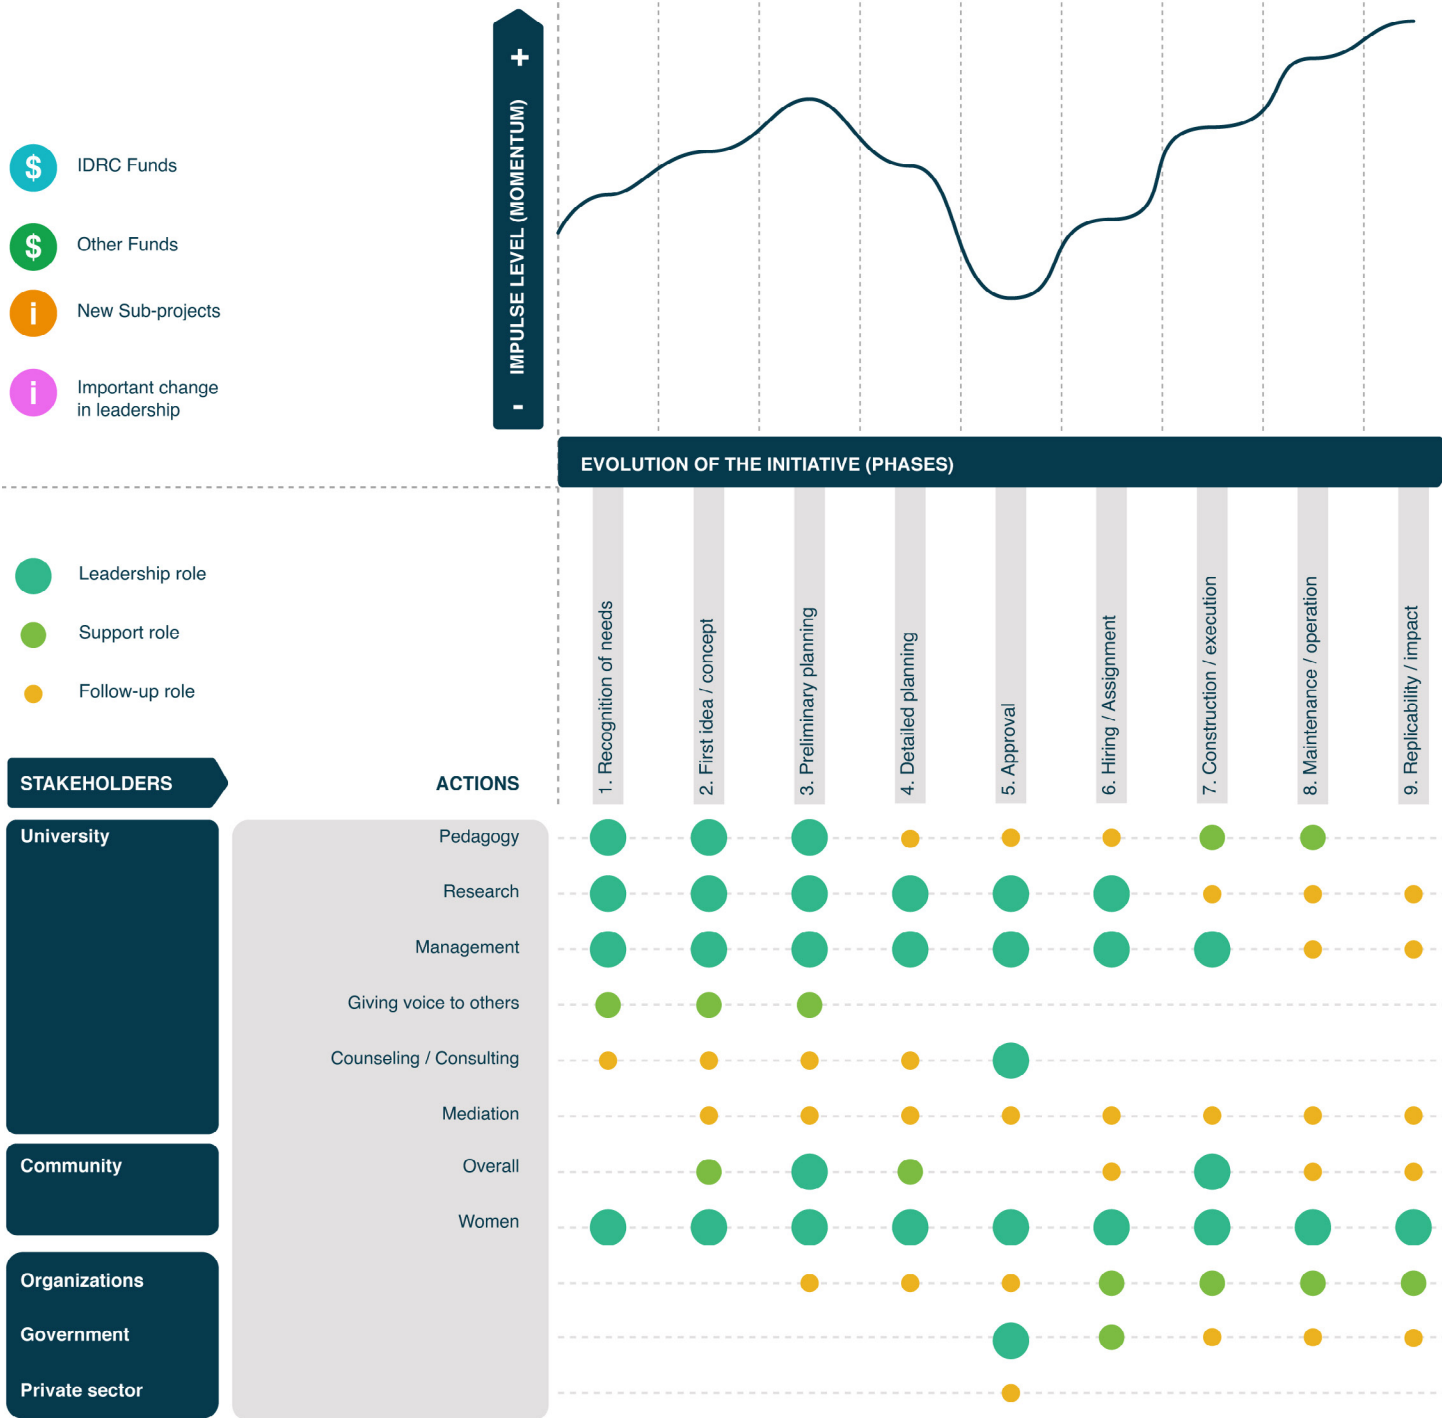 $ IDRC Funds
$ Other Funds
i New Sub-projects
i Important change
in leadership
+
IMPULSE LEVEL (MOMENTUM)
-
EVOLUTION OF THE INITIATIVE (PHASES)
Leadership role
Support role
Follow-up role
1. Recognition of needs
2. First idea / concept
3. Preliminary planning
4. Detailed planning
5. Approval
6. Hiring / Assignment
7. Construction / execution
8. Maintenance / operation
9. Replicability / impact
STAKEHOLDERS
ACTIONS
University
Pedagogy
Research
Management
Giving voice to others
Counseling / Consulting
Mediation
Community
Overall
Women
Organizations
Government
Private sector